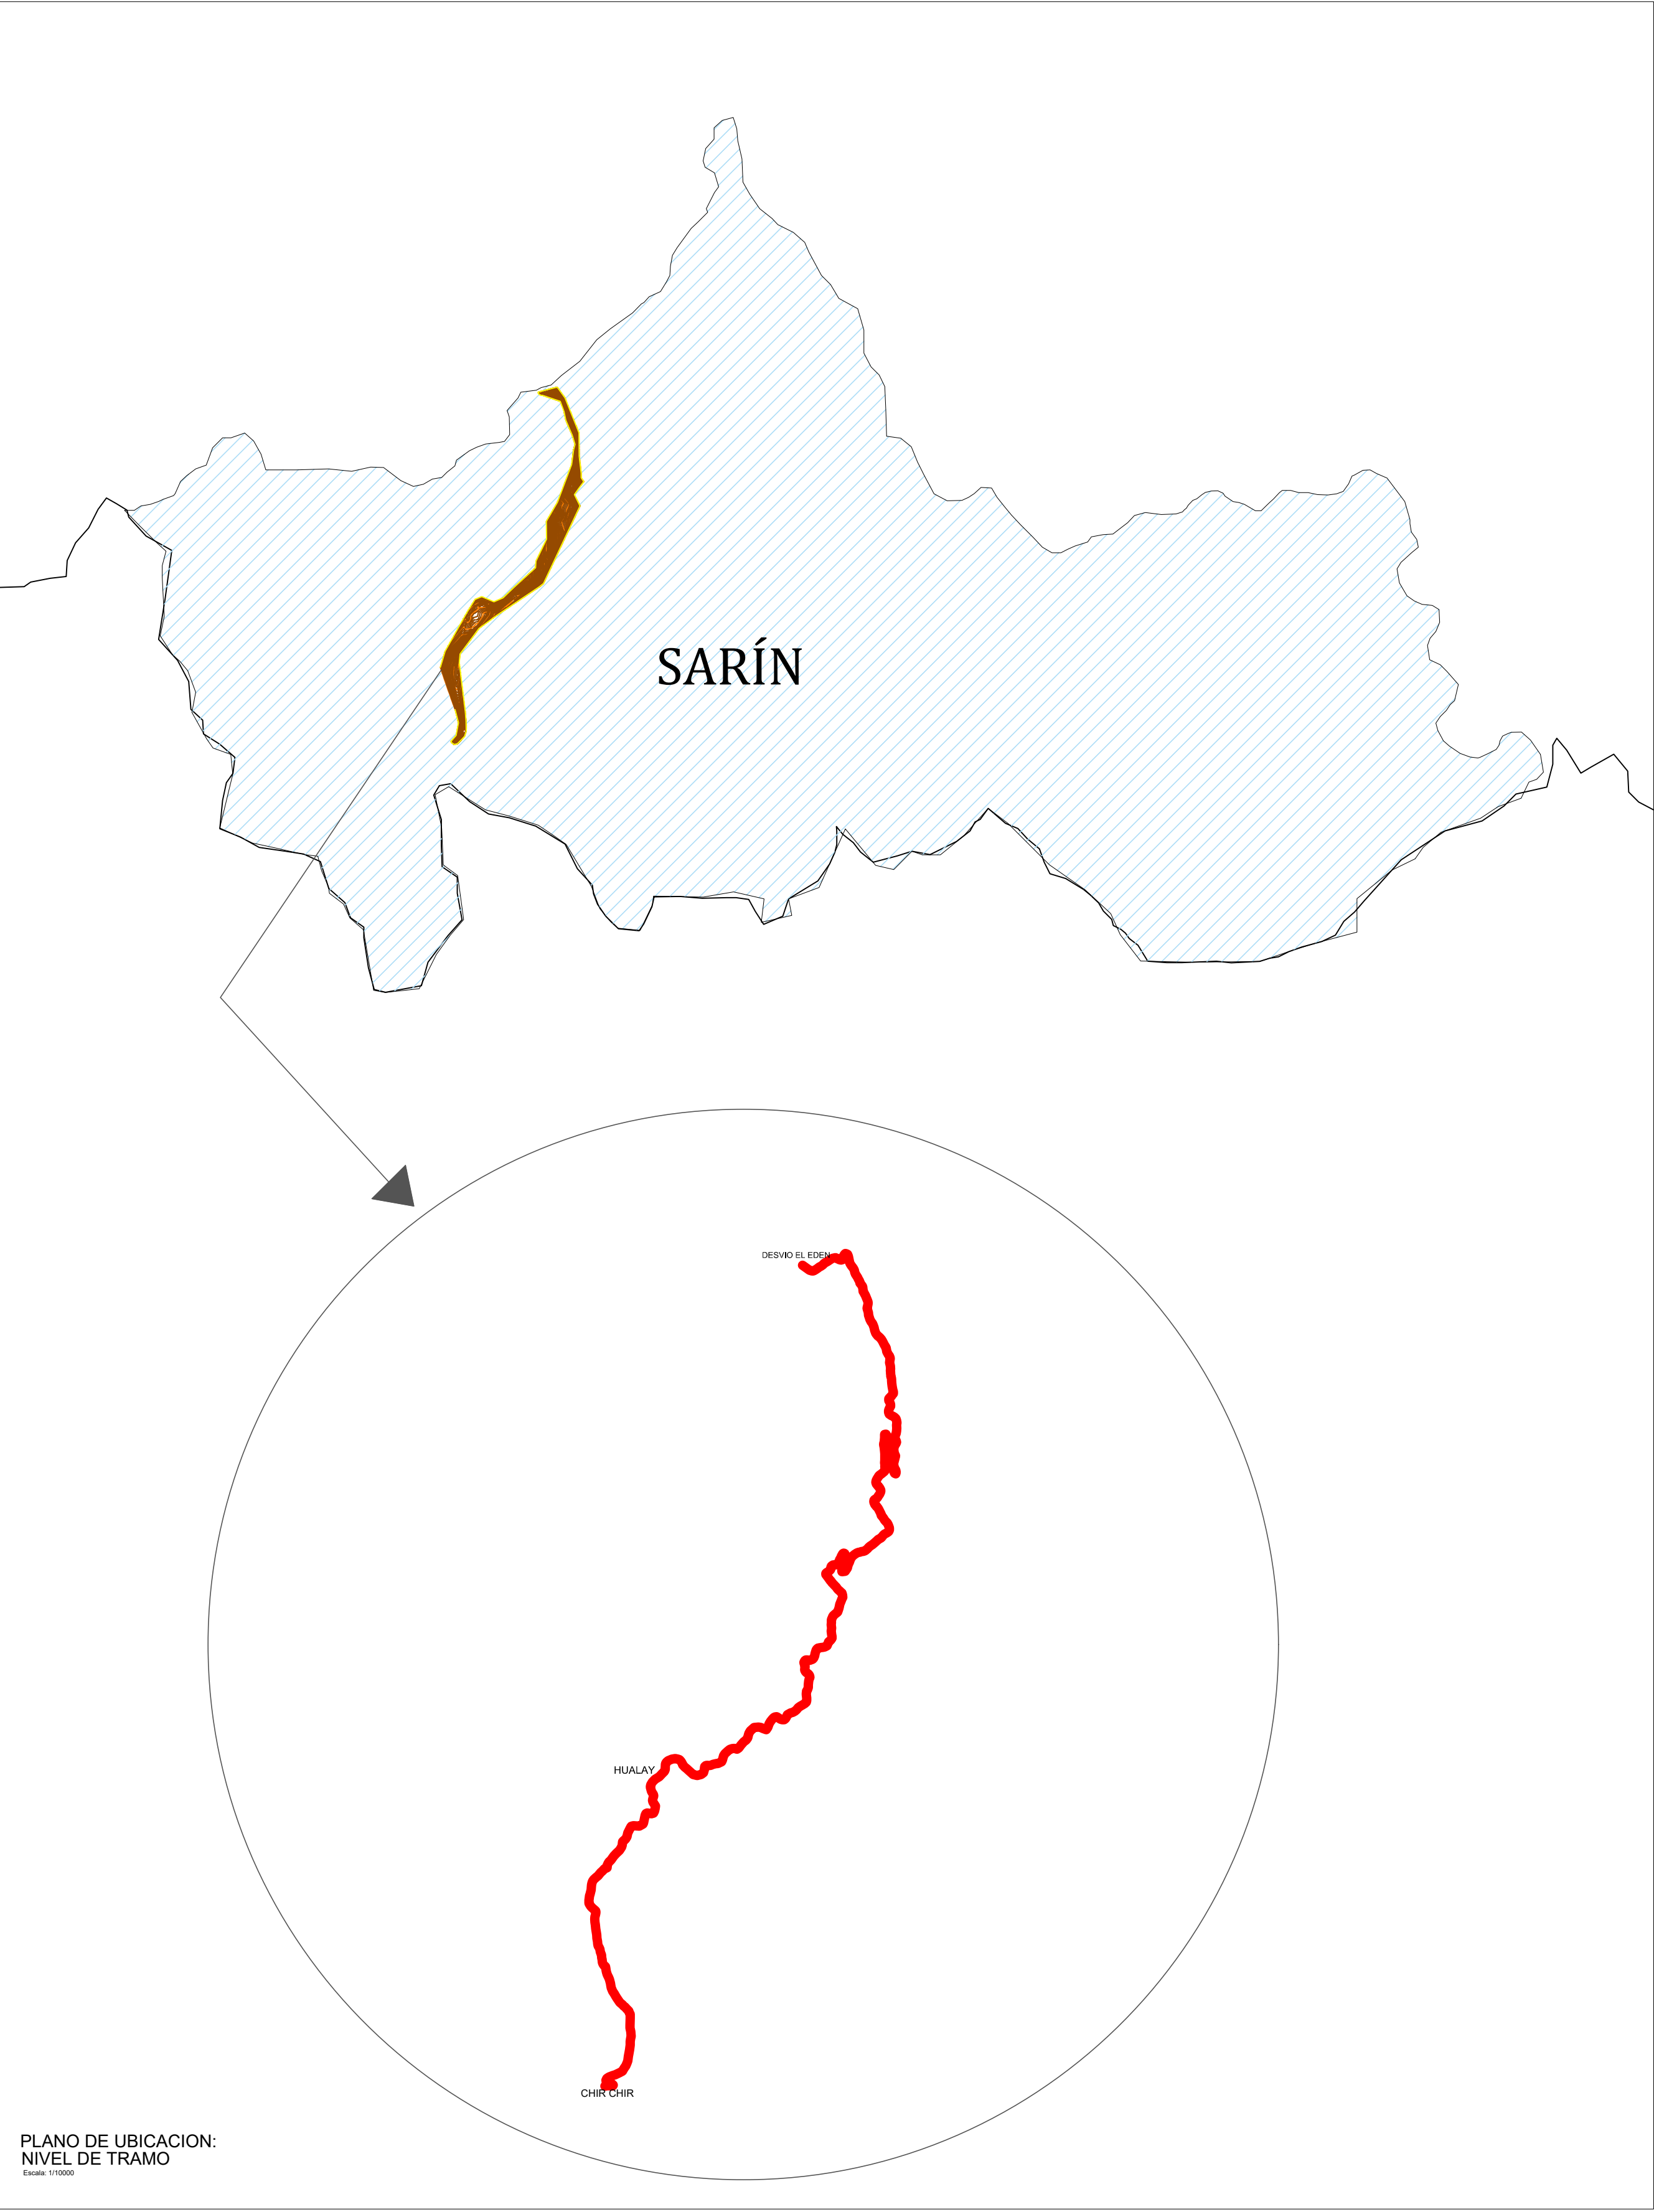 SARÍN
DESVIO EL EDEN
HUALAY
CHIR CHIR
PLANO DE UBICACION:
NIVEL DE TRAMO
Escala: 1/10000